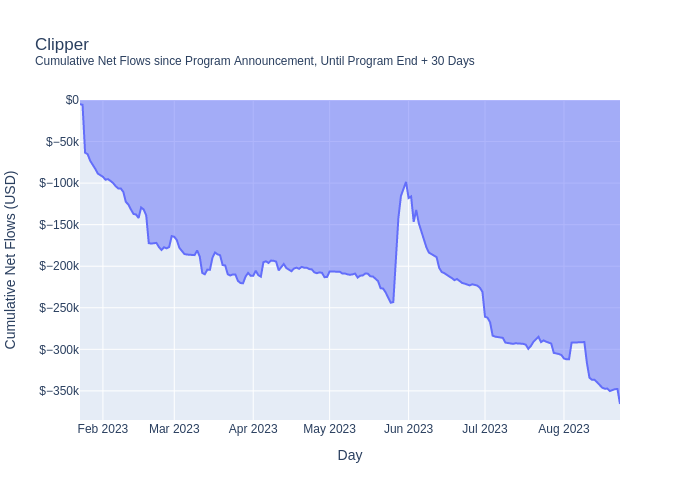 Clipper
Cumulative Net Flows since Program Announcement, Until Program End + 30 Days
Cumulative Net Flows (USD)
$0
$−50k
$−100k
$−150k
$−200k
$−250k
$−300k
$−350k
Feb 2023
Mar 2023
Apr 2023
May 2023
Jun 2023
Jul 2023
Aug 2023
Day